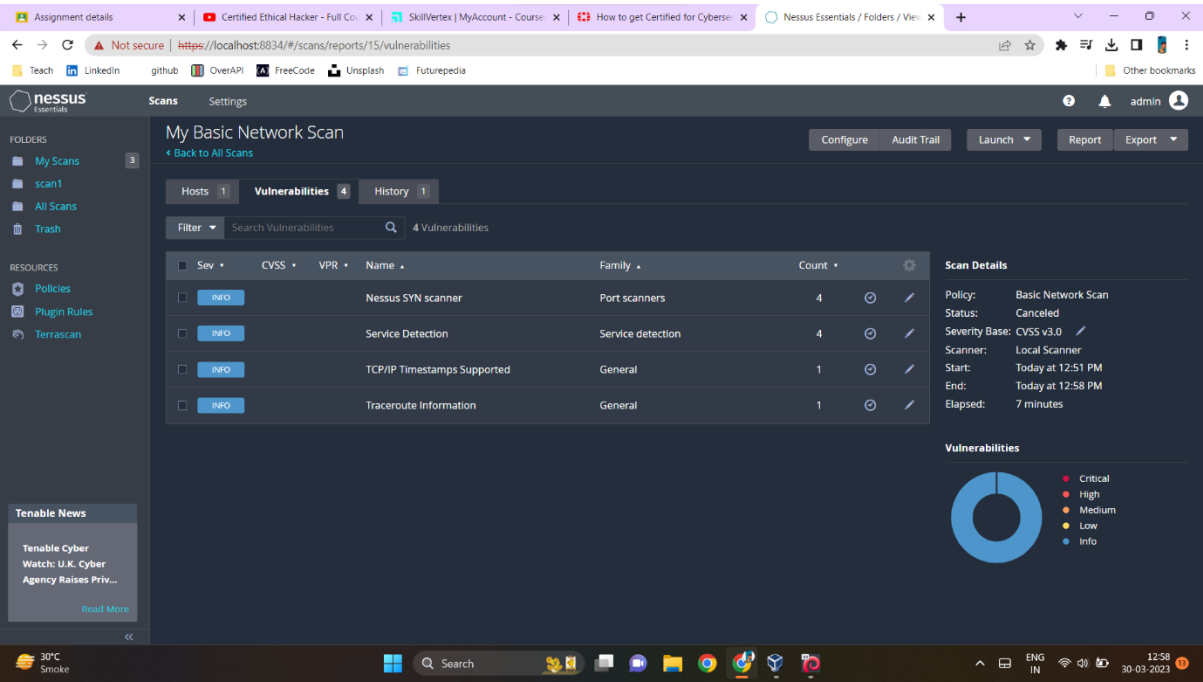 Assignment details
Certified Ethical Hacker - Full Cou
SkillVertex | MyAccount - Course
How to get Certified for Cyberse
Nessus Essentials / Folders / View
Not secure | https://localhost:8834/#/scans/reports/15/vulnerabilities
Teach LinkedIn github OverAPI FreeCode Unsplash Futurepedia Other bookmarks
nessus
Essentials
Scans Settings
admin
FOLDERS
My Scans 3
scan1
All Scans
Trash
RESOURCES
Policies
Plugin Rules
Terrascan
Tenable News
Tenable Cyber
Watch: U.K. Cyber
Agency Raises Priv...
Read More
My Basic Network Scan
Back to All Scans
Configure Audit Trail Launch Report Export
Hosts 1 Vulnerabilities 4 History 1
Filter Search Vulnerabilities 4 Vulnerabilities
Sev CVSS VPR Name Family Count
INFO Nessus SYN scanner Port scanners 4
INFO Service Detection Service detection 4
INFO TCP/IP Timestamps Supported General 1
INFO Traceroute Information General 1
Scan Details
Policy: Basic Network Scan
Status: Canceled
Severity Base: CVSS v3.0
Scanner: Local Scanner
Start: Today at 12:51 PM
End: Today at 12:58 PM
Elapsed: 7 minutes
Vulnerabilities
Critical
High
Medium
Low
Info
30°C
Smoke
Search
ENG
IN
12:58
30-03-2023
13